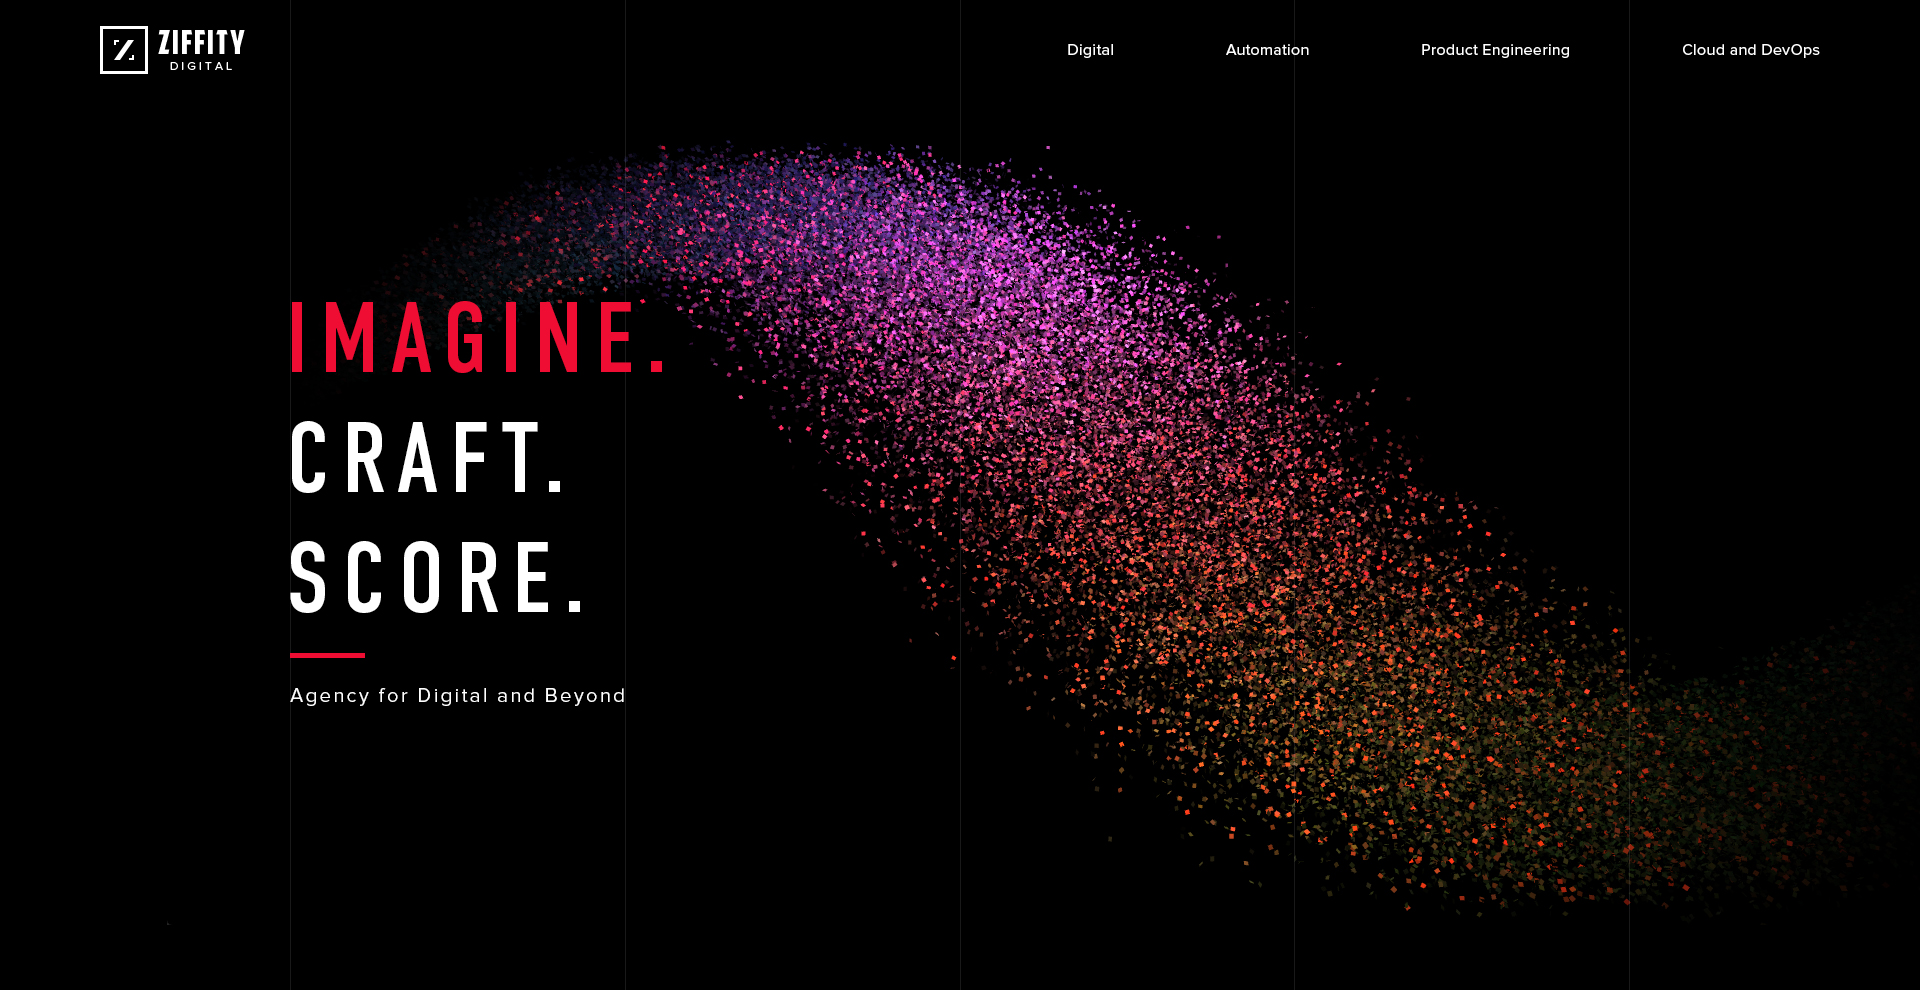 ZIFFITY
DIGITAL
Digital
Automation
Product Engineering
Cloud and DevOps
IMAGINE.
CRAFT.
SCORE.
Agency for Digital and Beyond